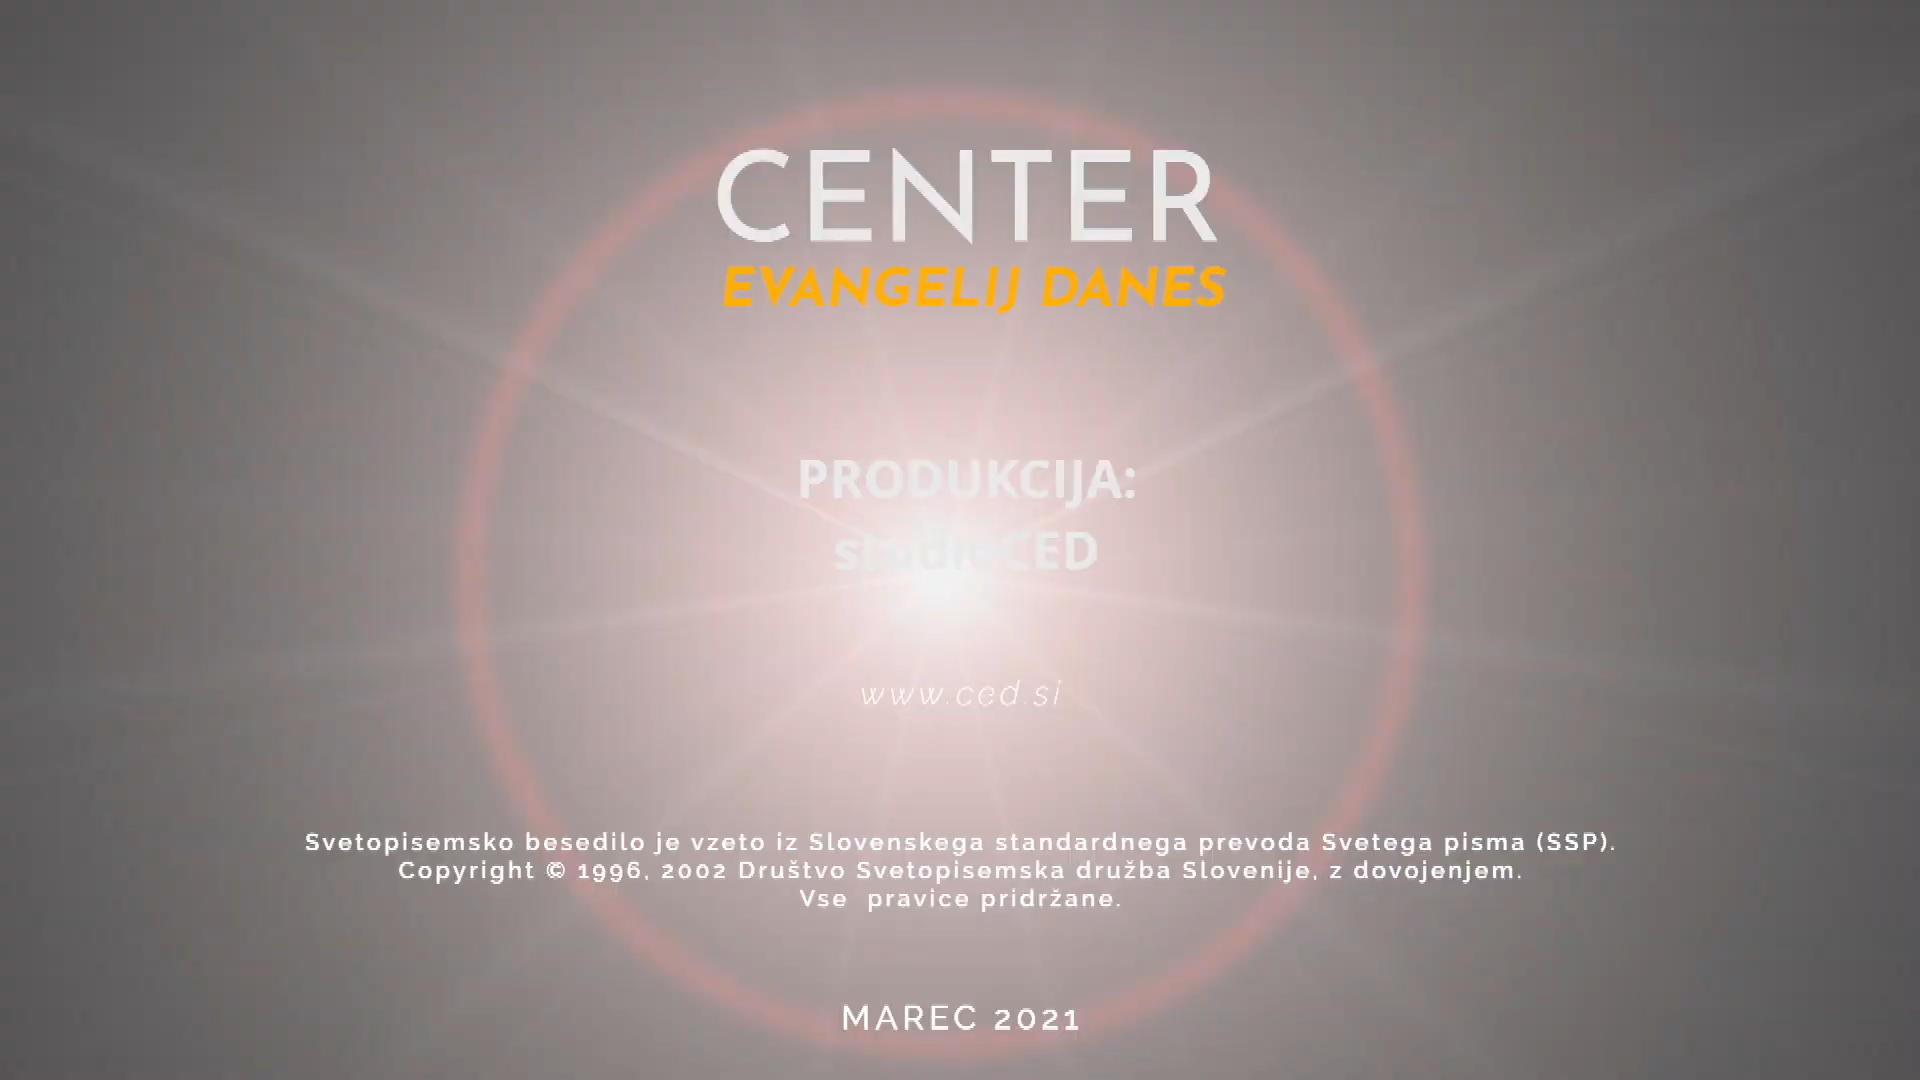 CENTER
EVANGELIJ DANES
PRODUKCIJA:
studioCED
www.ced.si
Svetopisemsko besedilo je vzeto iz Slovenskega standardnega prevoda Svetega pisma (SSP).
Copyright © 1996, 2002 Društvo Svetopisemska družba Slovenije, z dovojenjem.
Vse pravice pridržane.
MAREC 2021